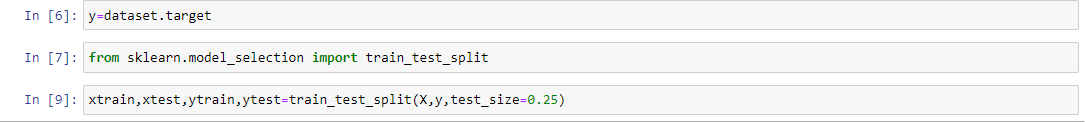 In [6]: y=dataset.target
In [7]: from sklearn.model_selection import train_test_split
In [9]: xtrain,xtest,ytrain,ytest=train_test_split(X,y,test_size=0.25)